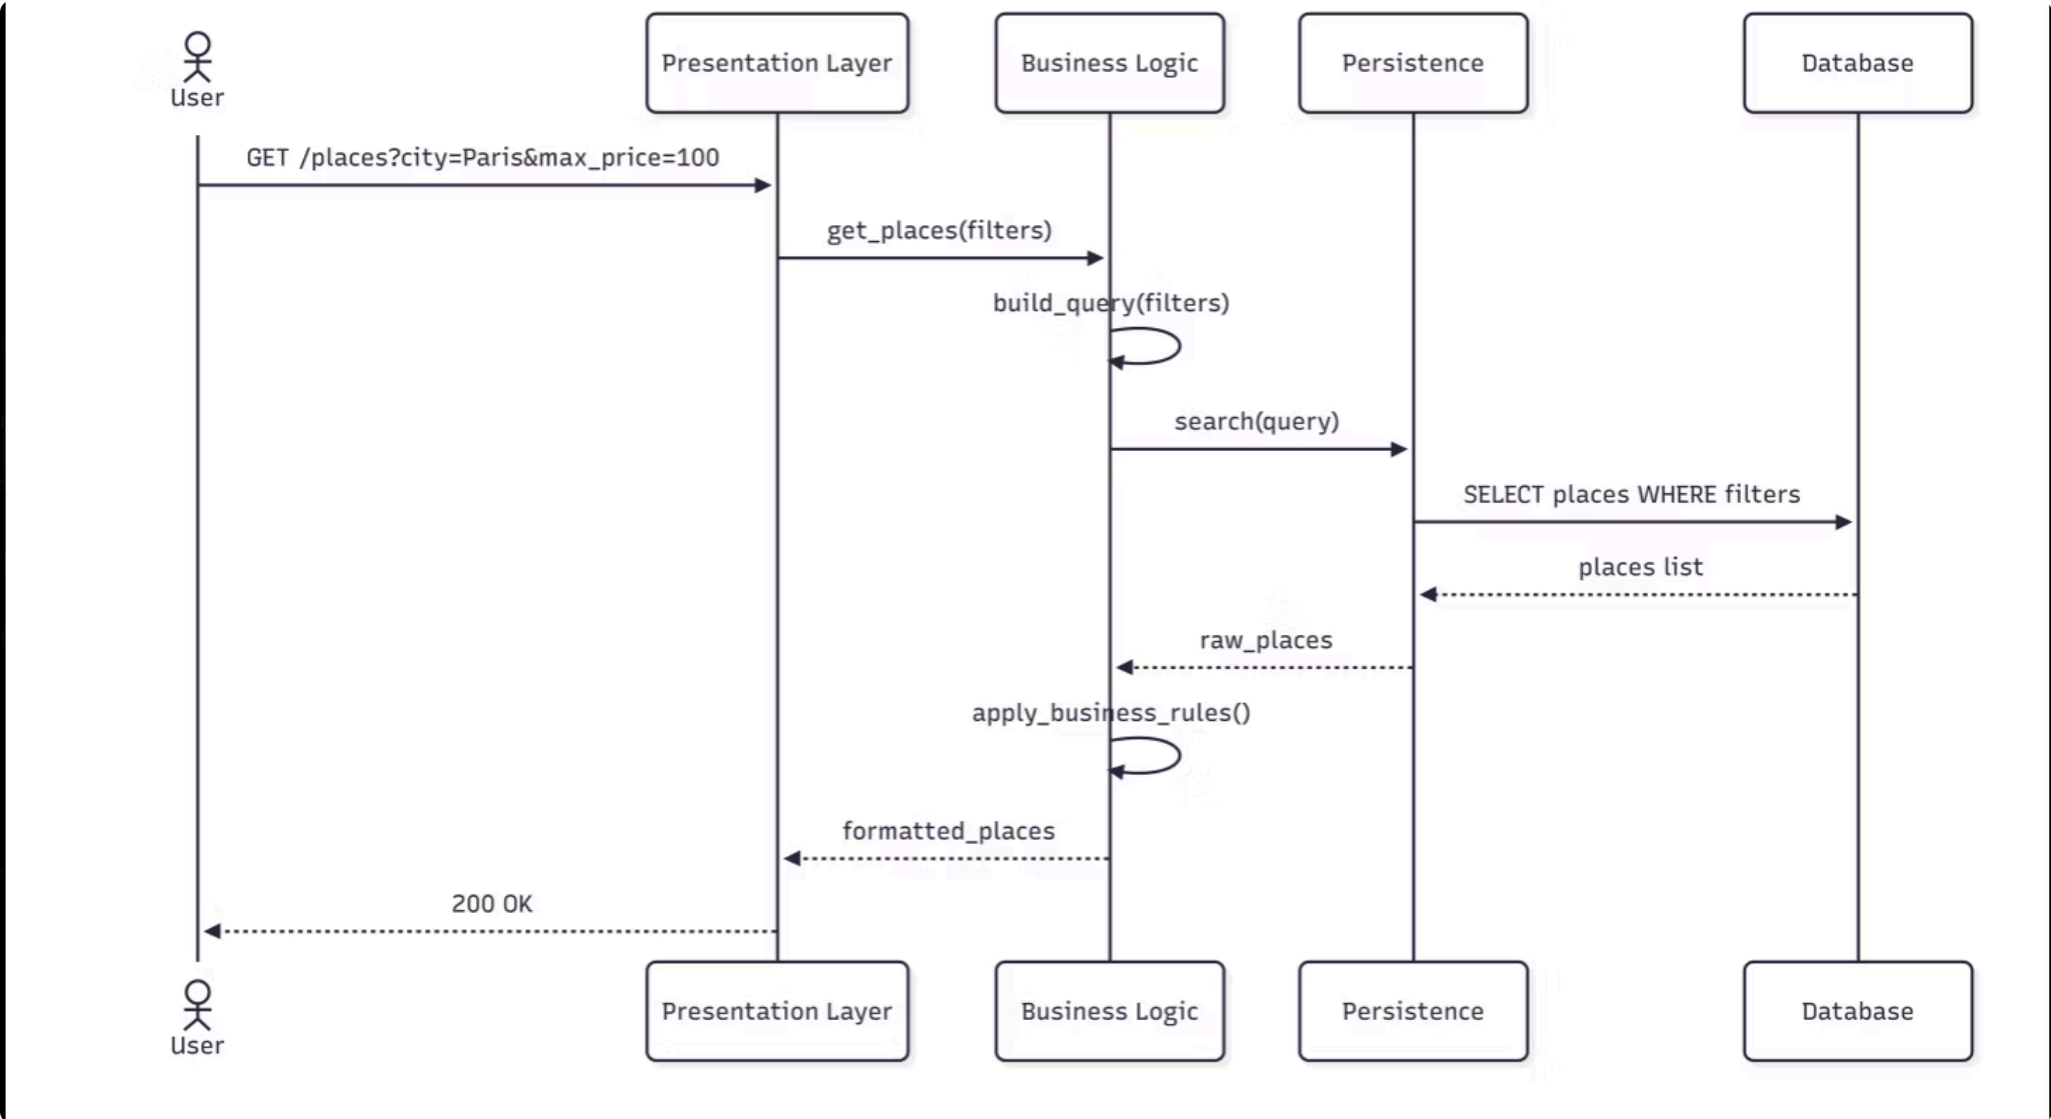 User
Presentation Layer
Business Logic
Persistence
Database
GET /places?city=Paris&max_price=100
get_places(filters)
build_query(filters)
search(query)
SELECT places WHERE filters
places list
raw_places
apply_business_rules()
formatted_places
200 OK
User
Presentation Layer
Business Logic
Persistence
Database